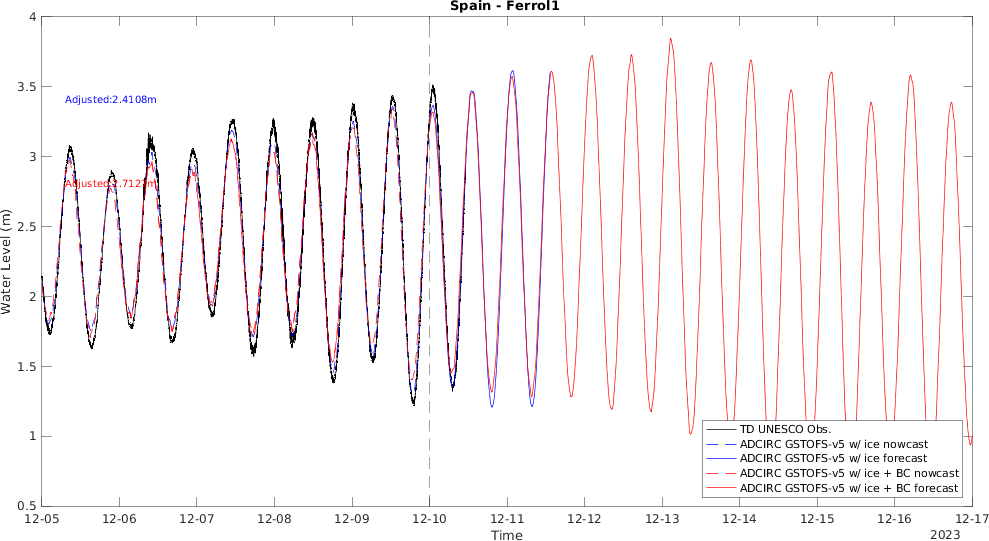 Spain - Ferrol1
4
3.5
3
2.5
2
1.5
1
0.5
Water Level (m)
Adjusted:2.4108m
TD UNESCO Obs.
ADCIRC GSTOFS-v5 w/ ice nowcast
ADCIRC GSTOFS-v5 w/ ice forecast
ADCIRC GSTOFS-v5 w/ ice + BC nowcast
ADCIRC GSTOFS-v5 w/ ice + BC forecast
12-05 12-06 12-07 12-08 12-09 12-10 12-11 12-12 12-13 12-14 12-15 12-16 12-17
Time
2023